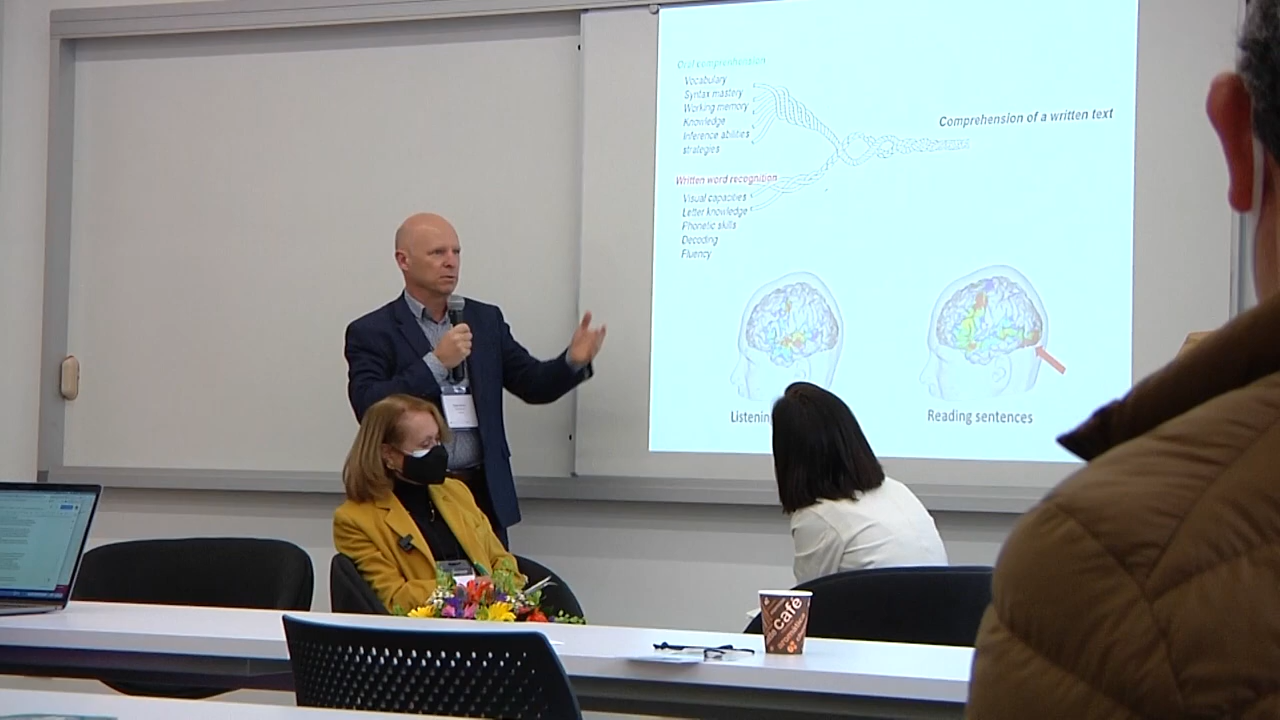 Oral comprehension
Vocabulary
Syntax mastery
Working memory
Knowledge
Inference abilities
strategies
Comprehension of a written text
Written word recognition
Visual capacities
Letter knowledge
Phonetic skills
Decoding
Fluency
Listening
Reading sentences
café